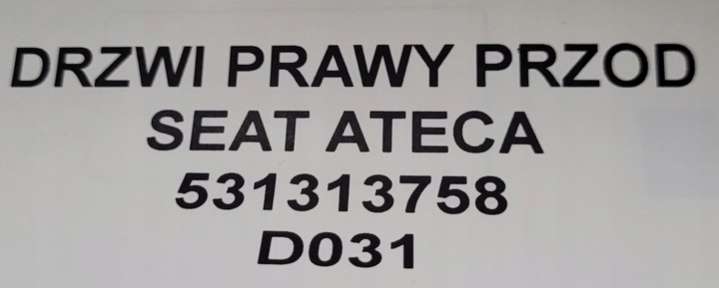 DRZWI PRAWY PRZOD
SEAT ATECA
531313758
D031